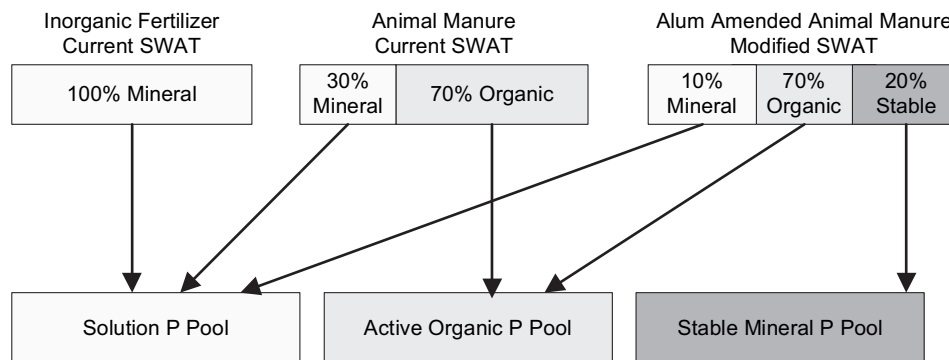 Inorganic Fertilizer
Current SWAT
Animal Manure
Current SWAT
Alum Amended Animal Manure
Modified SWAT
100% Mineral
30%
Mineral
70% Organic
10%
Mineral
70%
Organic
20%
Stable
Solution P Pool
Active Organic P Pool
Stable Mineral P Pool